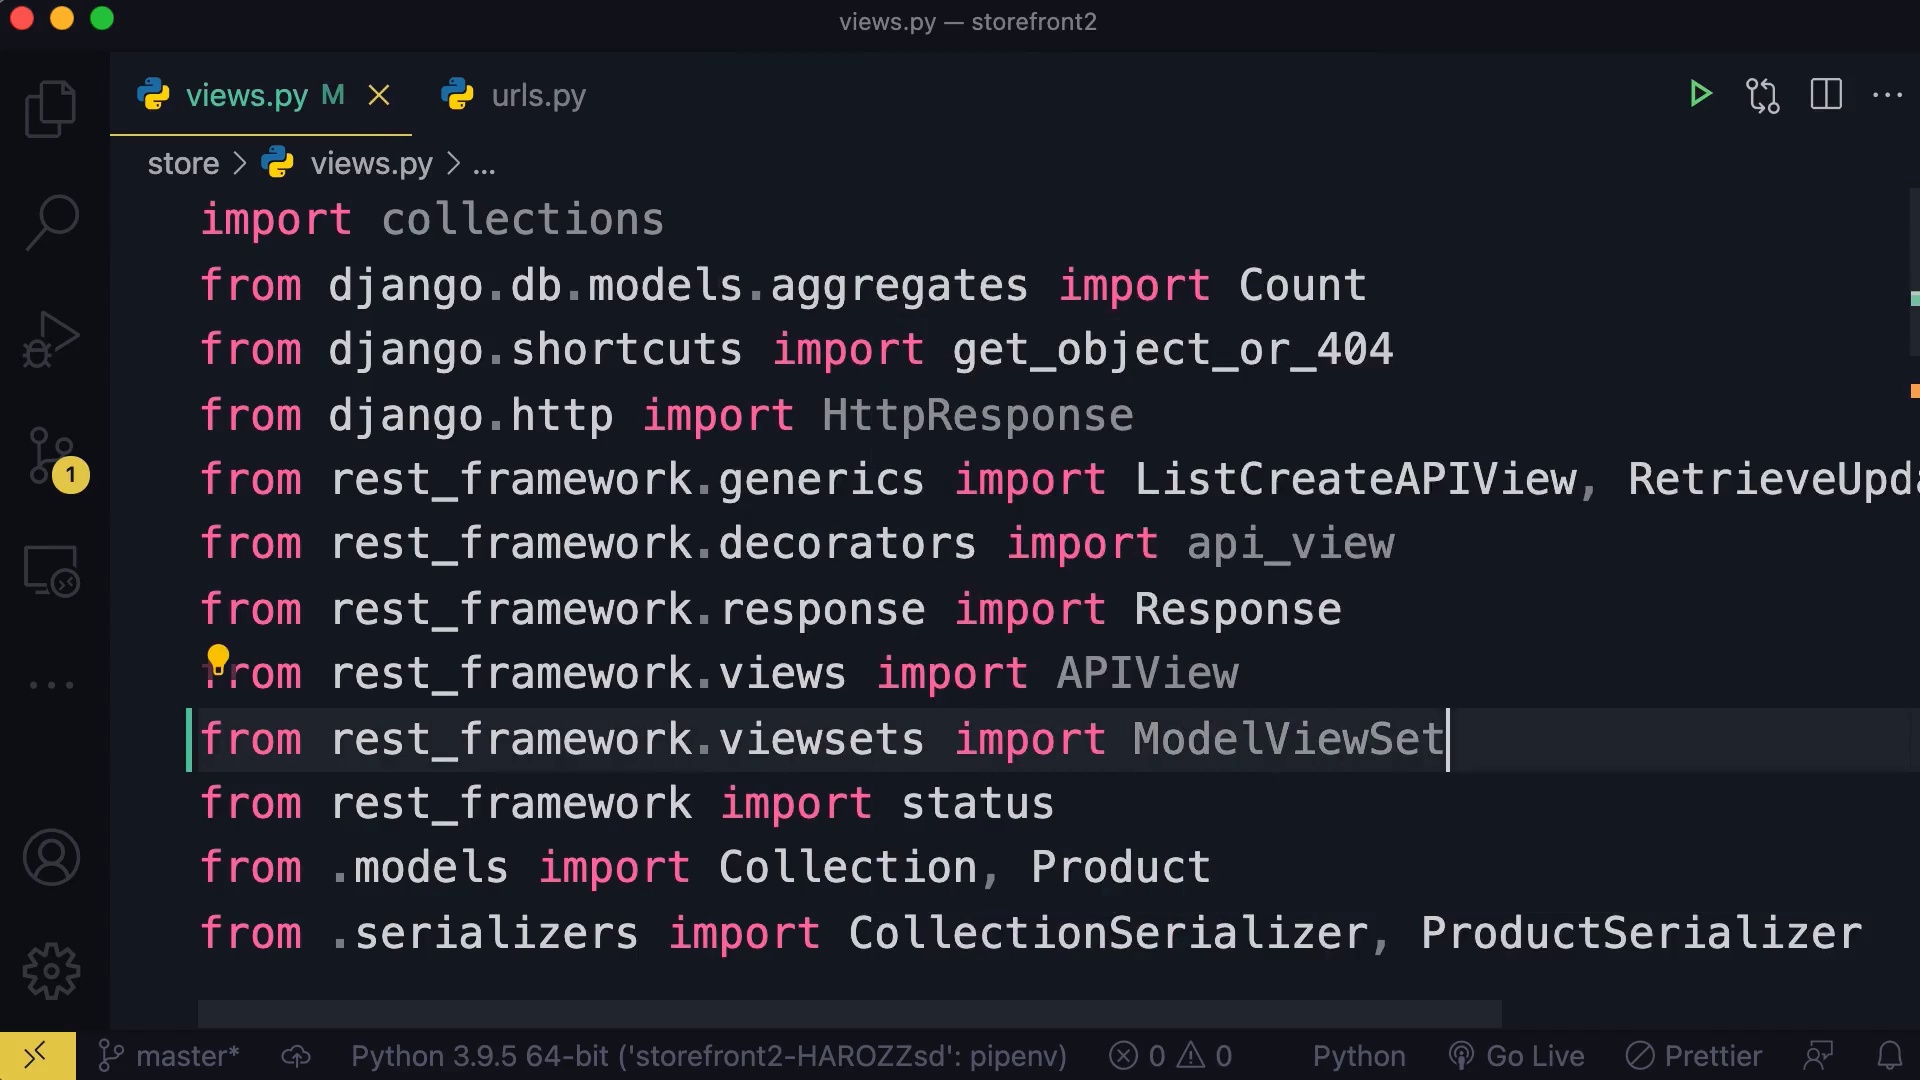 views.py — storefront2
views.py M urls.py
store > views.py > ...
import collections
from django.db.models.aggregates import Count
from django.shortcuts import get_object_or_404
from django.http import HttpResponse
from rest_framework.generics import ListCreateAPIView, RetrieveUpda
from rest_framework.decorators import api_view
from rest_framework.response import Response
from rest_framework.views import APIView
from rest_framework.viewsets import ModelViewSet
from rest_framework import status
from .models import Collection, Product
from .serializers import CollectionSerializer, ProductSerializer
1
master* Python 3.9.5 64-bit ('storefront2-HAROZZsd': pipenv) 0 0 Python Go Live Prettier